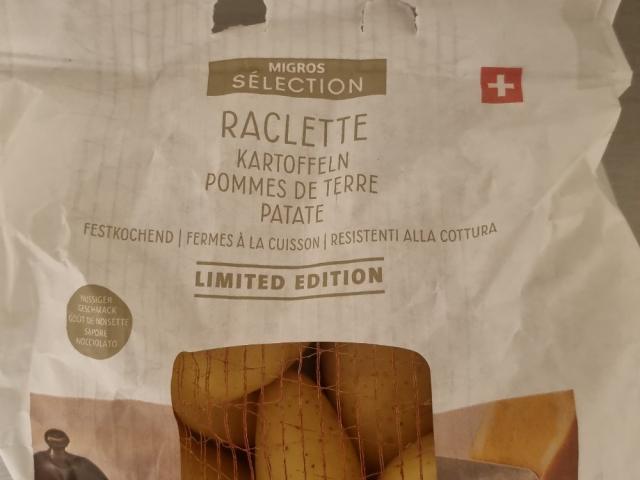 MIGROS
SÉLECTION
RACLETTE
KARTOFFELN
POMMES DE TERRE
PATATE
FESTKOCHEND | FERMES À LA CUISSON | RESISTENTI ALLA COTTURA
LIMITED EDITION
NUSSIGER
GESCHMACK
GOÛT DE NOISETTE
SAPORE
NOCCIOLATO